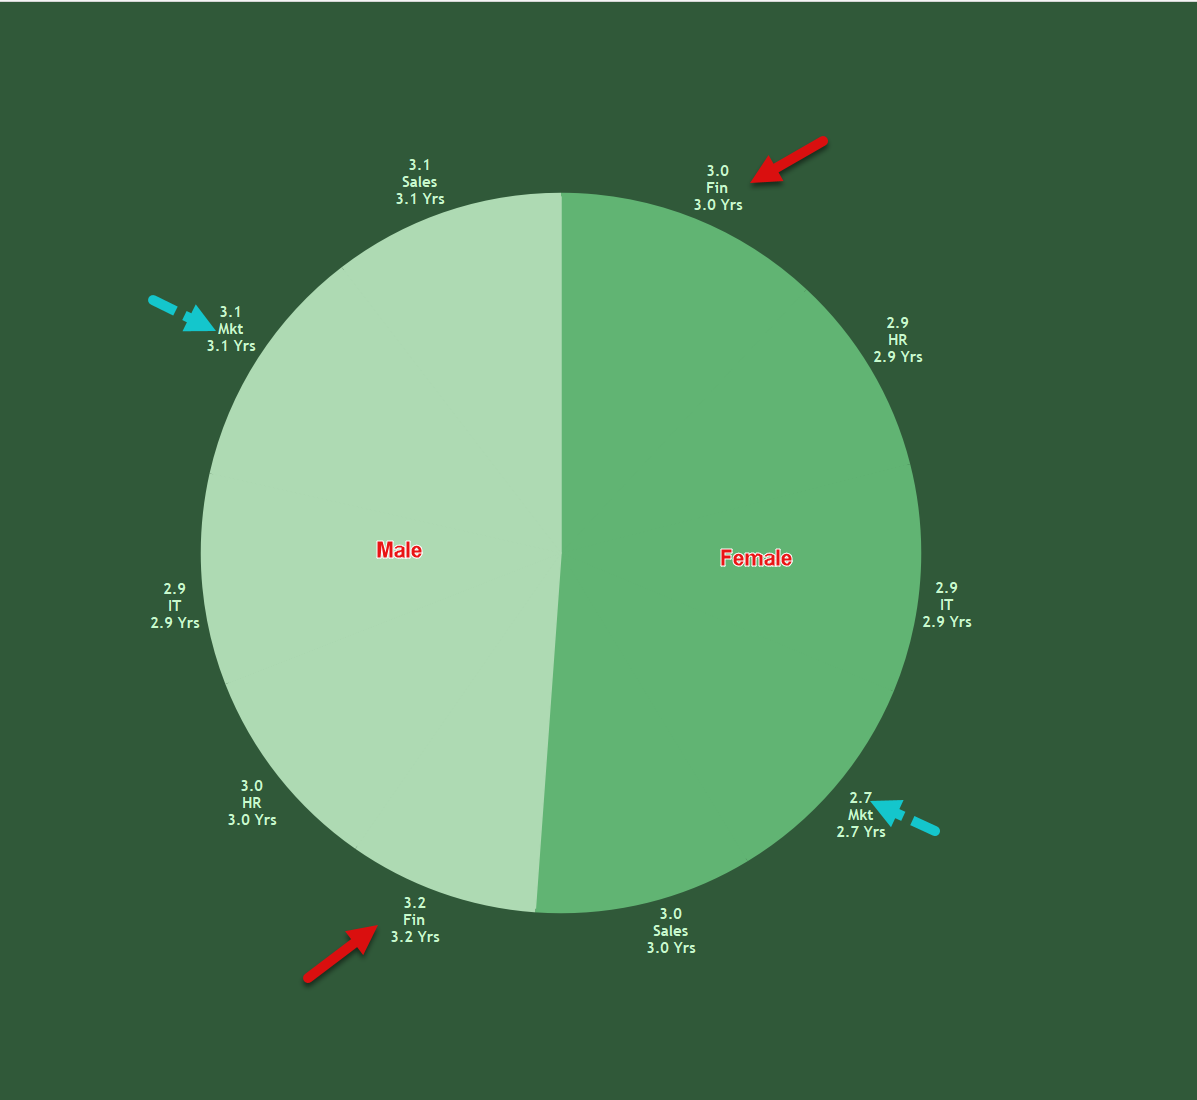 3.1
Sales
3.1 Yrs
3.0
Fin
3.0 Yrs
3.1
Mkt
3.1 Yrs
2.9
HR
2.9 Yrs
Male
Female
2.9
IT
2.9 Yrs
2.9
IT
2.9 Yrs
3.0
HR
3.0 Yrs
2.7
Mkt
2.7 Yrs
3.2
Fin
3.2 Yrs
3.0
Sales
3.0 Yrs